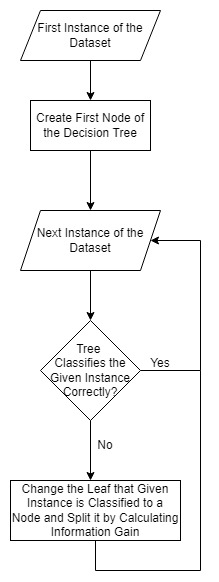 First Instance of the
Dataset
Create First Node of
the Decision Tree
Next Instance of the
Dataset
Tree
Classifies the
Given Instance
Correctly?
Yes
No
Change the Leaf that Given
Instance is Classified to a
Node and Split it by Calculating
Information Gain